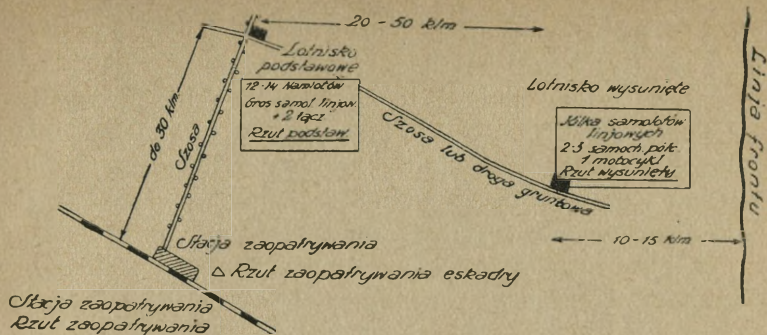 20 - 50 klm
Lotnisko
podstawowe
12-14 namiotów
Gros samol. linjow.
+ 2 łącz
Rzut podstaw
do 30 klm.
Szosa
Szosa lub droga gruntowa
Lotnisko wysunięte
Kilka samolotów
linjowych
2-3 samoch. półc.
1 motocykl
Rzut wysunięty
Linja frontu
10-15 klm
Stacja zaopatrywania
Δ Rzut zaopatrywania eskadry
Stacja zaopatrywania
Rzut zaopatrywania